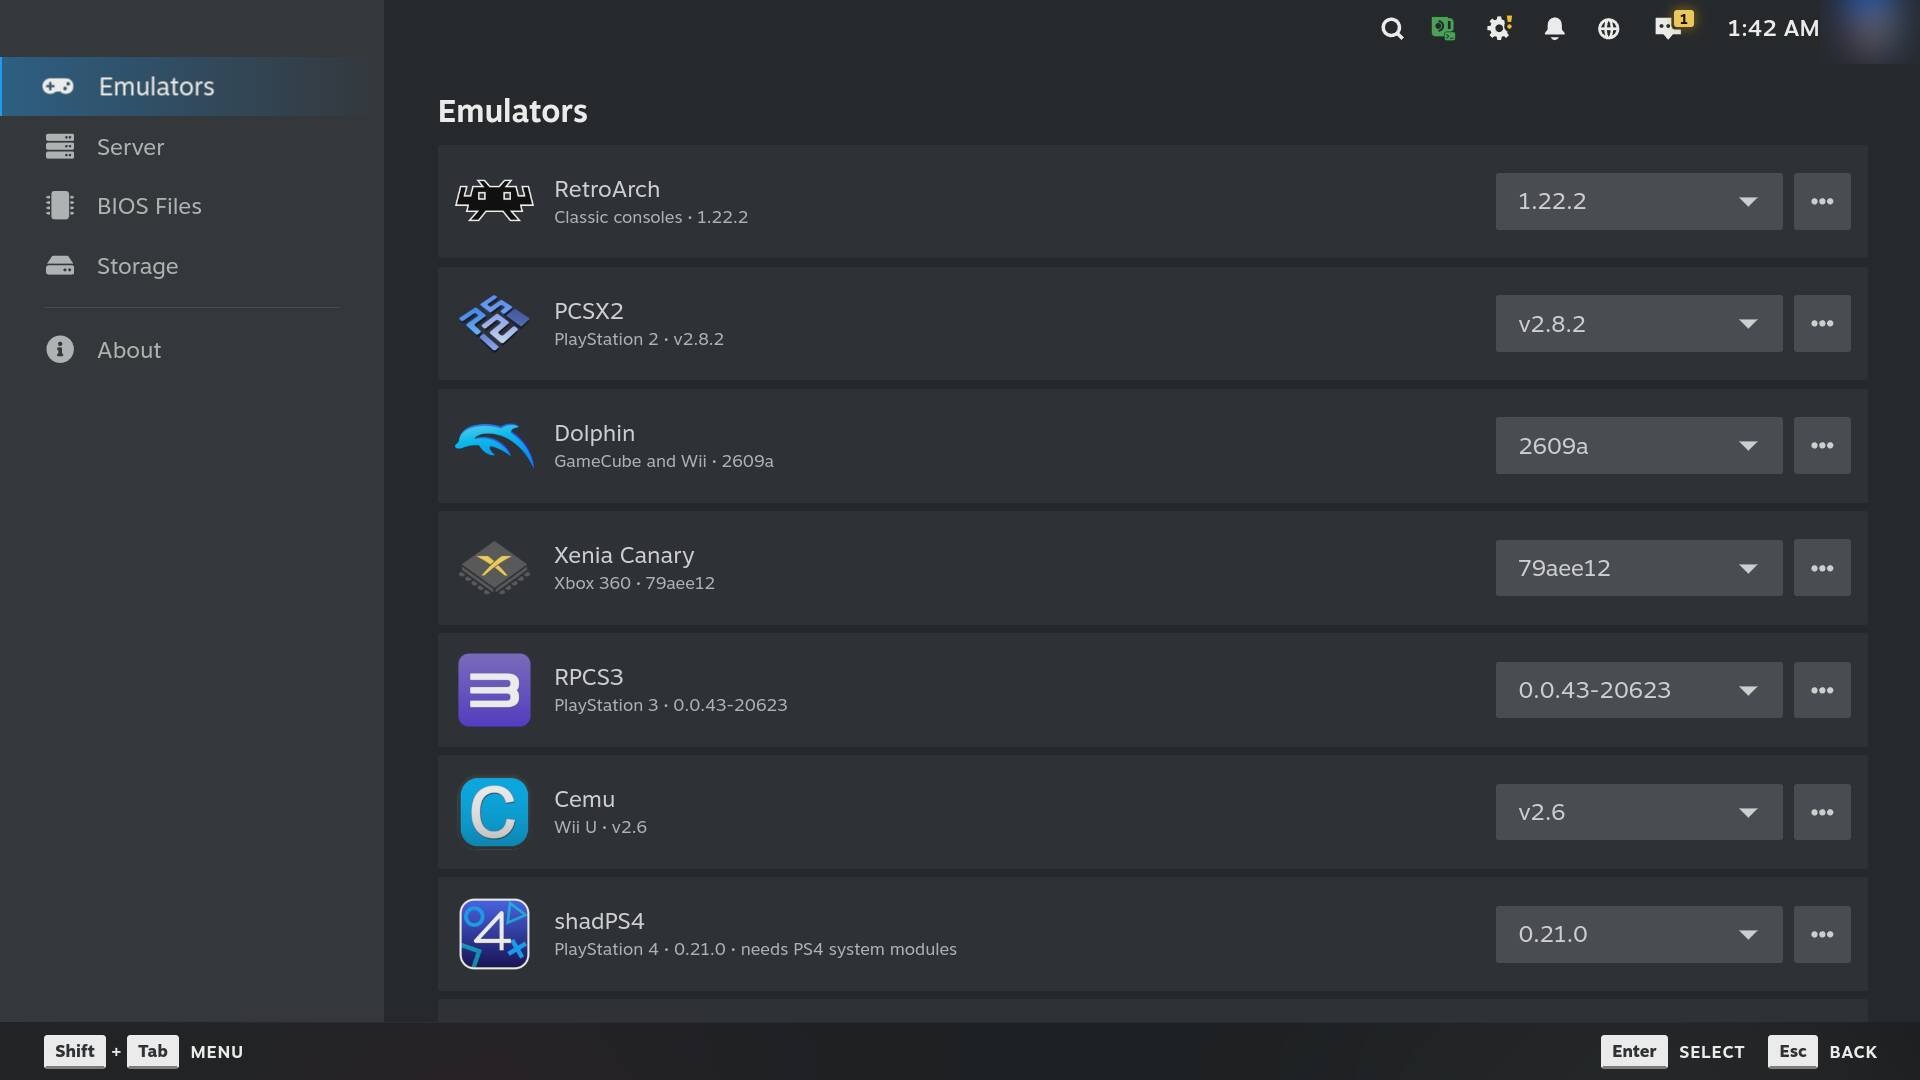 1
1:42 AM
Emulators
Server
BIOS Files
Storage
About
Emulators
RetroArch
Classic consoles · 1.22.2
1.22.2
PCSX2
PlayStation 2 · v2.8.2
v2.8.2
Dolphin
GameCube and Wii · 2609a
2609a
Xenia Canary
Xbox 360 · 79aee12
79aee12
RPCS3
PlayStation 3 · 0.0.43-20623
0.0.43-20623
Cemu
Wii U · v2.6
v2.6
shadPS4
PlayStation 4 · 0.21.0 · needs PS4 system modules
0.21.0
Shift + Tab MENU
Enter SELECT Esc BACK